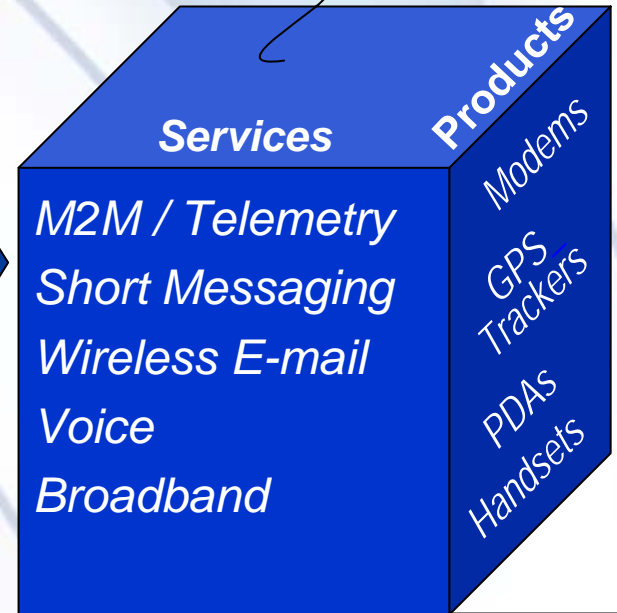 Services
M2M / Telemetry
Short Messaging
Wireless E-mail
Voice
Broadband
Products
Modems
GPS
Trackers
PDAs
Handsets